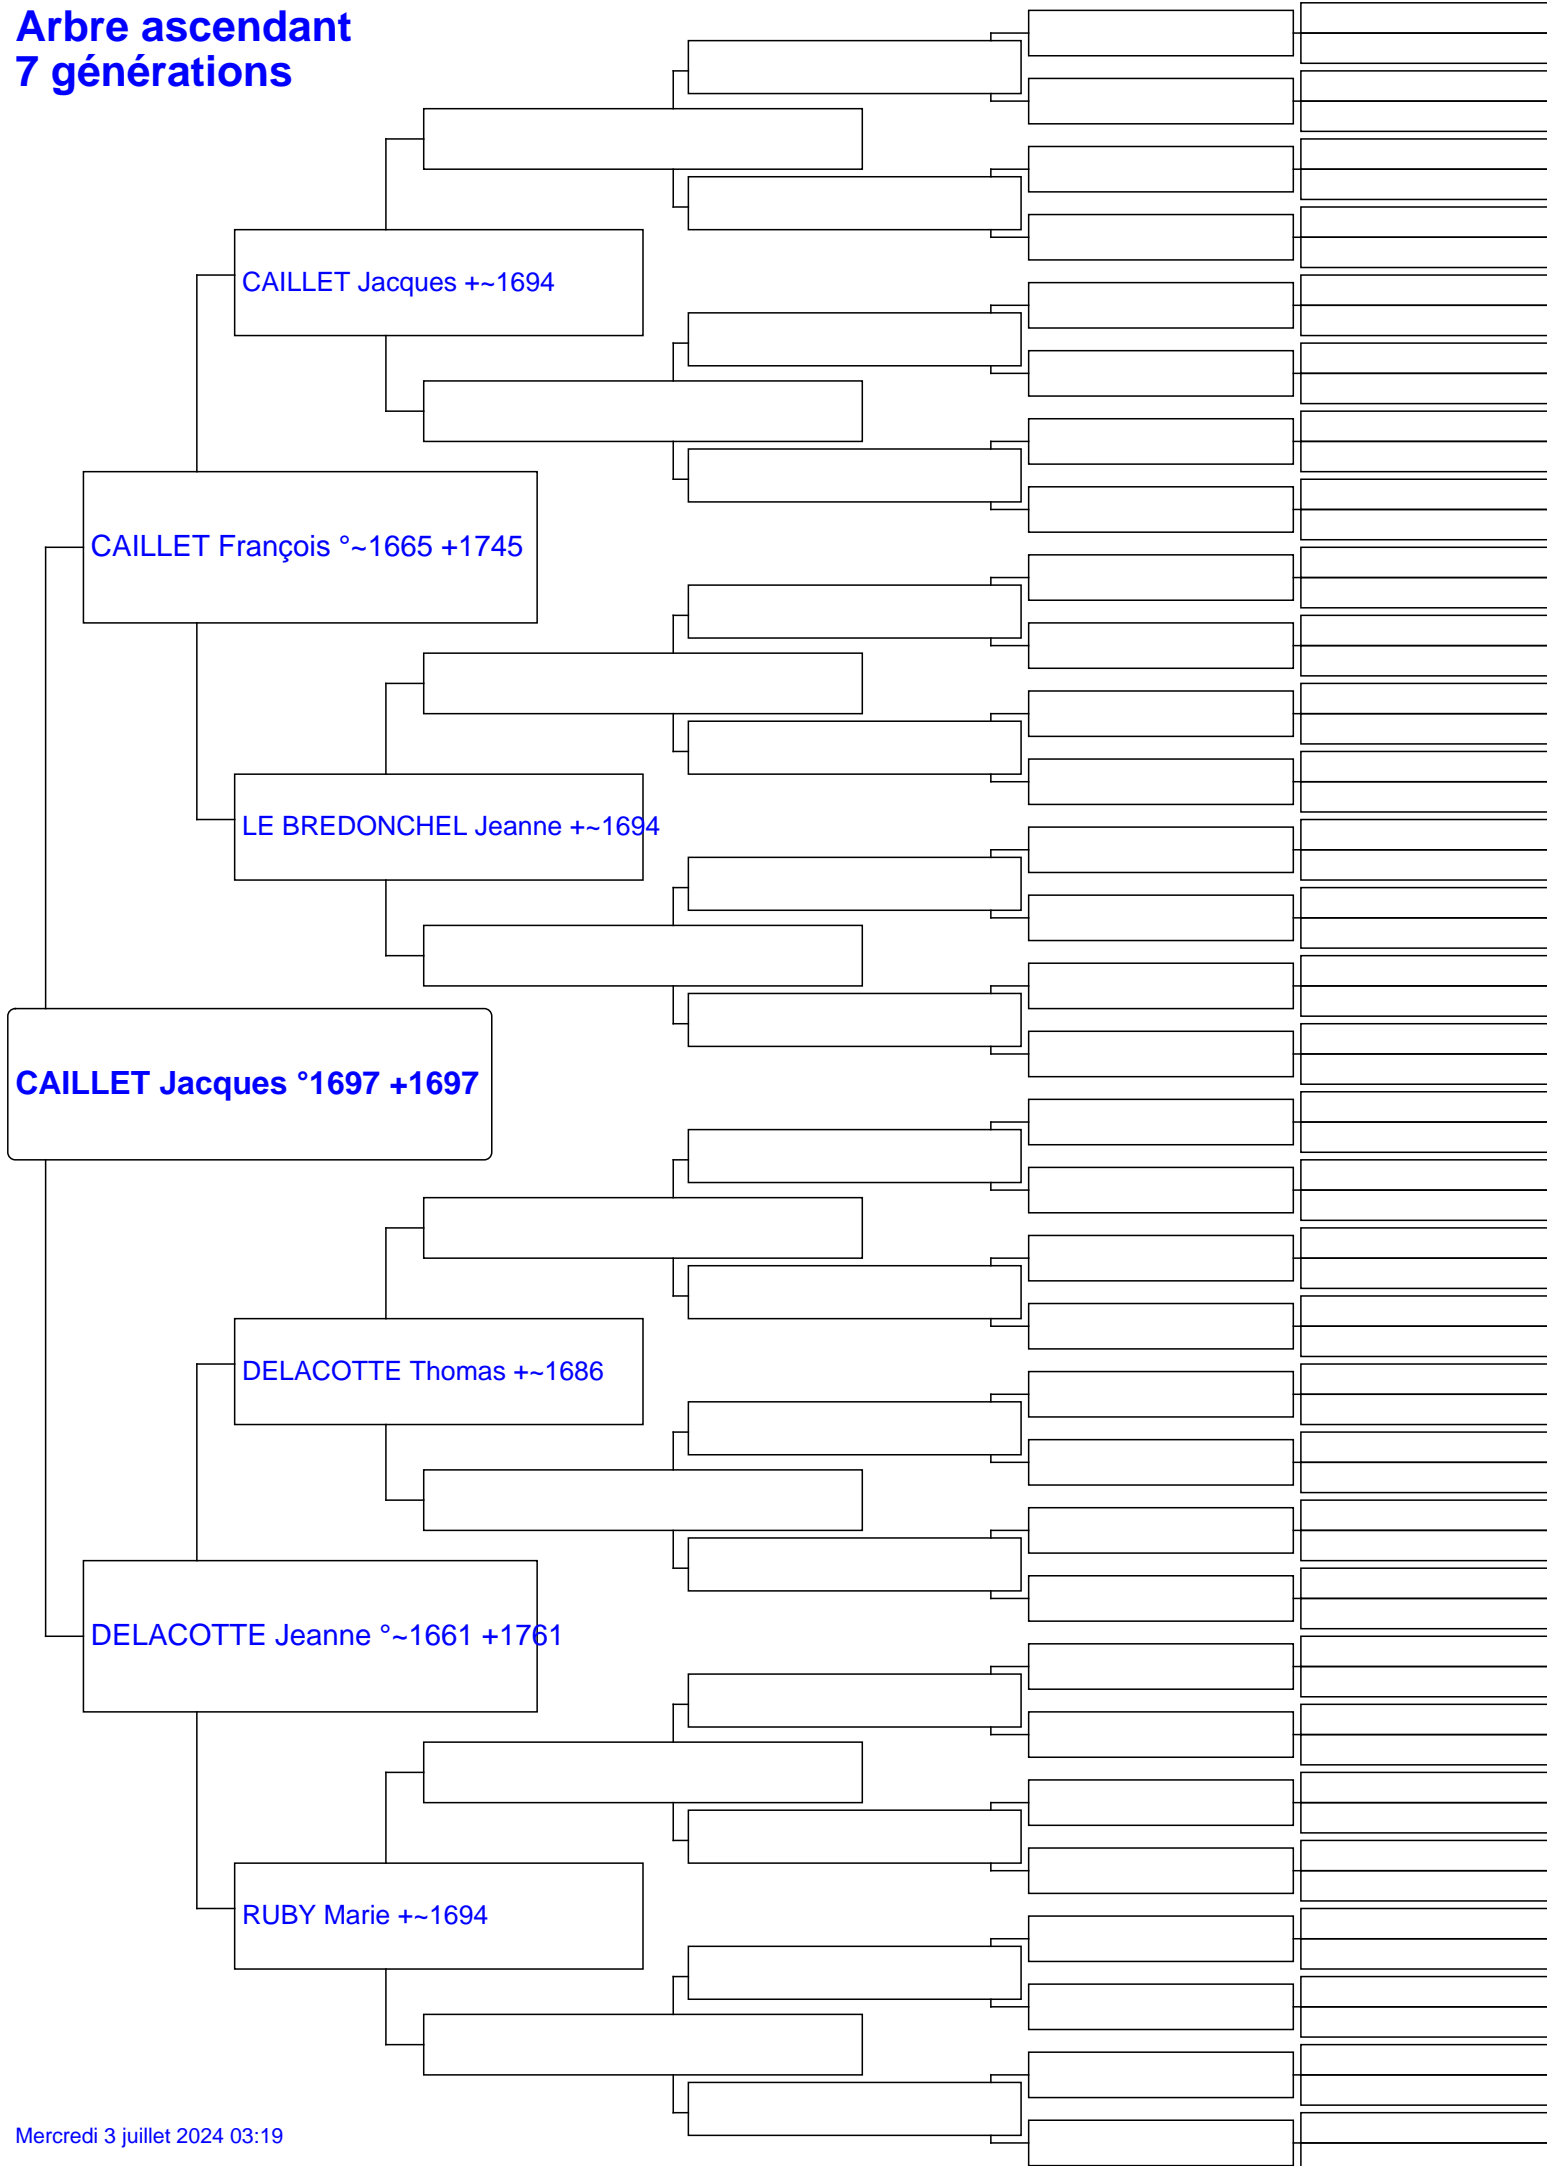 Arbre ascendant
7 générations
CAILLET Jacques +~1694
CAILLET François °~1665 +1745
LE BREDONCHEL Jeanne +~1694
CAILLET Jacques °1697 +1697
DELACOTTE Thomas +~1686
DELACOTTE Jeanne °~1661 +1761
RUBY Marie +~1694
Mercredi 3 juillet 2024 03:19